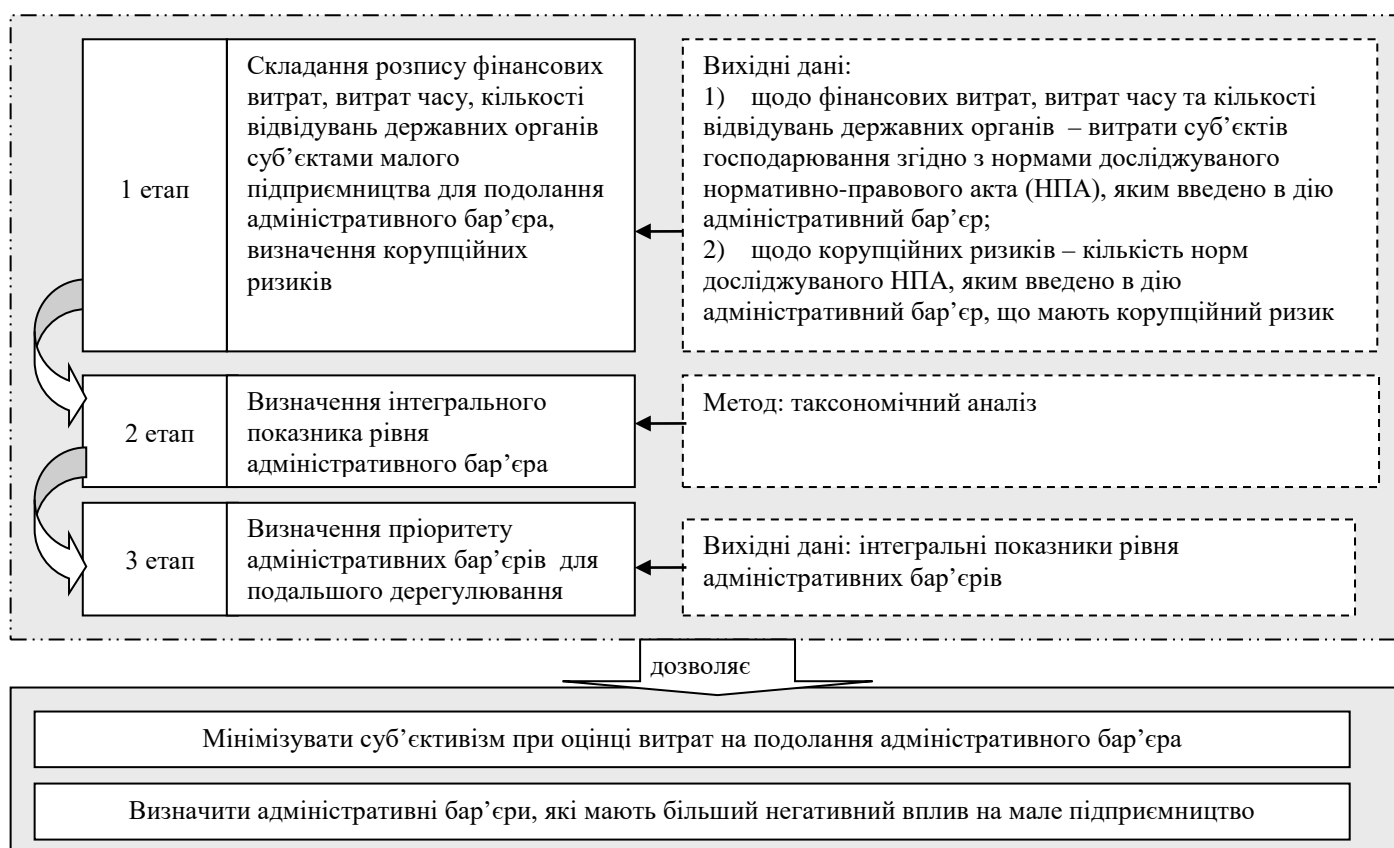 1 етап
Складання розпису фінансових
витрат, витрат часу, кількості
відвідувань державних органів
суб’єктами малого
підприємництва для подолання
адміністративного бар’єра,
визначення корупційних
ризиків
Вихідні дані:
1) щодо фінансових витрат, витрат часу та кількості
відвідувань державних органів – витрати суб’єктів
господарювання згідно з нормами досліджуваного
нормативно-правового акта (НПА), яким введено в дію
адміністративний бар’єр;
2) щодо корупційних ризиків – кількість норм
досліджуваного НПА, яким введено в дію
адміністративний бар’єр, що мають корупційний ризик
2 етап
Визначення інтегрального
показника рівня
адміністративного бар’єра
Метод: таксономічний аналіз
3 етап
Визначення пріоритету
адміністративних бар’єрів для
подальшого дерегулювання
Вихідні дані: інтегральні показники рівня
адміністративних бар’єрів
дозволяє
Мінімізувати суб’єктивізм при оцінці витрат на подолання адміністративного бар’єра
Визначити адміністративні бар’єри, які мають більший негативний вплив на мале підприємництво